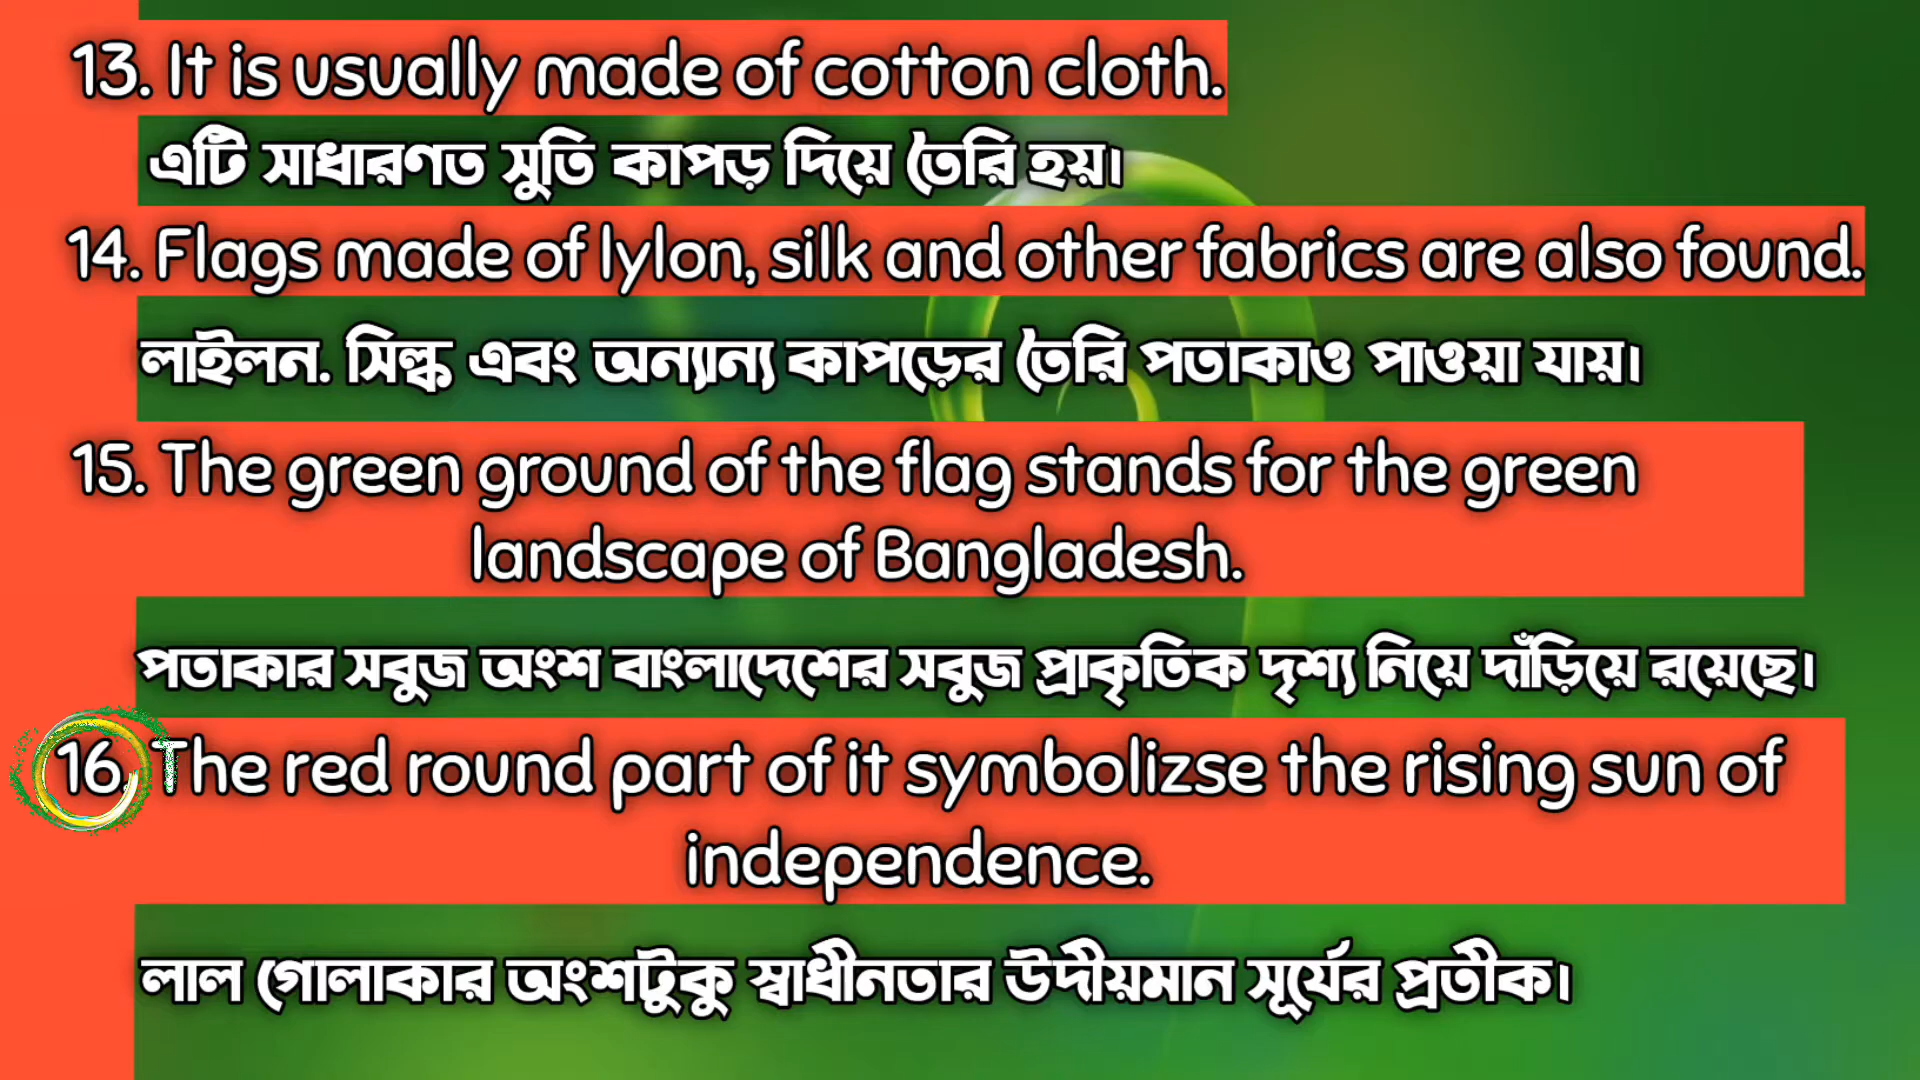 13. It is usually made of cotton cloth.
এটি সাধারণত সুতি কাপড় দিয়ে তৈরি হয়।
14. Flags made of lylon, silk and other fabrics are also found.
লাইলন. সিল্ক এবং অন্যান্য কাপড়ের তৈরি পতাকাও পাওয়া যায়।
15. The green ground of the flag stands for the green
landscape of Bangladesh.
পতাকার সবুজ অংশ বাংলাদেশের সবুজ প্রাকৃতিক দৃশ্য নিয়ে দাঁড়িয়ে রয়েছে।
16. The red round part of it symbolizse the rising sun of
independence.
লাল গোলাকার অংশটুকু স্বাধীনতার উদীয়মান সূর্যের প্রতীক।